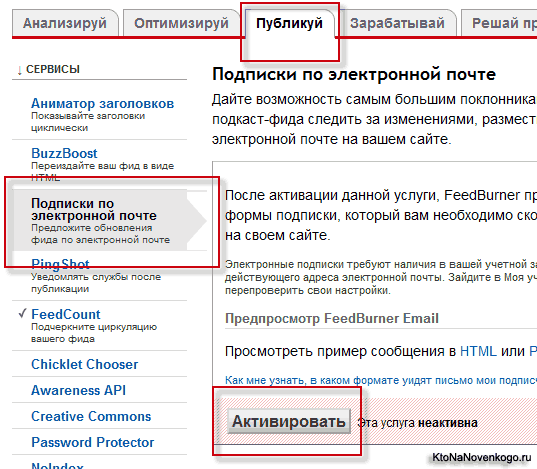 Анализируй
Оптимизируй
Публикуй
Зарабатывай
Решай
↓ СЕРВИСЫ
Аниматор заголовков
Показывайте заголовки
циклически
BuzzBoost
Переиздайте ваш фид в виде
HTML
Подписки по
электронной почте
Предложите обновления
фида по электронной почте
PingShot
Уведомлять службы после
публикации
✓ FeedCount
Подчеркните циркуляцию
вашего фида
Chicklet Chooser
Awareness API
Creative Commons
Password Protector
NoIndex
Подписки по электронной почте
Дайте возможность самым большим поклонника
подкаст-фида следить за изменениями, размест
электронной почте на вашем сайте.
После активации данной услуги, FeedBurner пр
формы подписки, который вам необходимо ско
на своем сайте.
Электронные подписки требуют наличия в вашей учетной за
действующего адреса электронной почты. Зайдите в Моя уч
перепроверить свои настройки.
Предпросмотр FeedBurner Email
Просмотреть пример сообщения в HTML или
Как мне узнать, в каком формате уидят письмо мои подпис
Активировать Эта услуга неактивна
KtoNaNovenkogo.ru